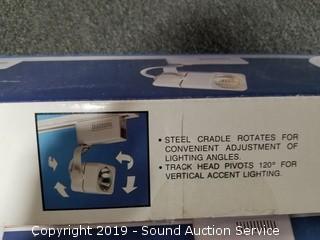 • STEEL CRADLE ROTATES FOR
CONVENIENT ADJUSTMENT OF
LIGHTING ANGLES.
• TRACK HEAD PIVOTS 120° FOR
VERTICAL ACCENT LIGHTING.
Copyright 2019 - Sound Auction Service